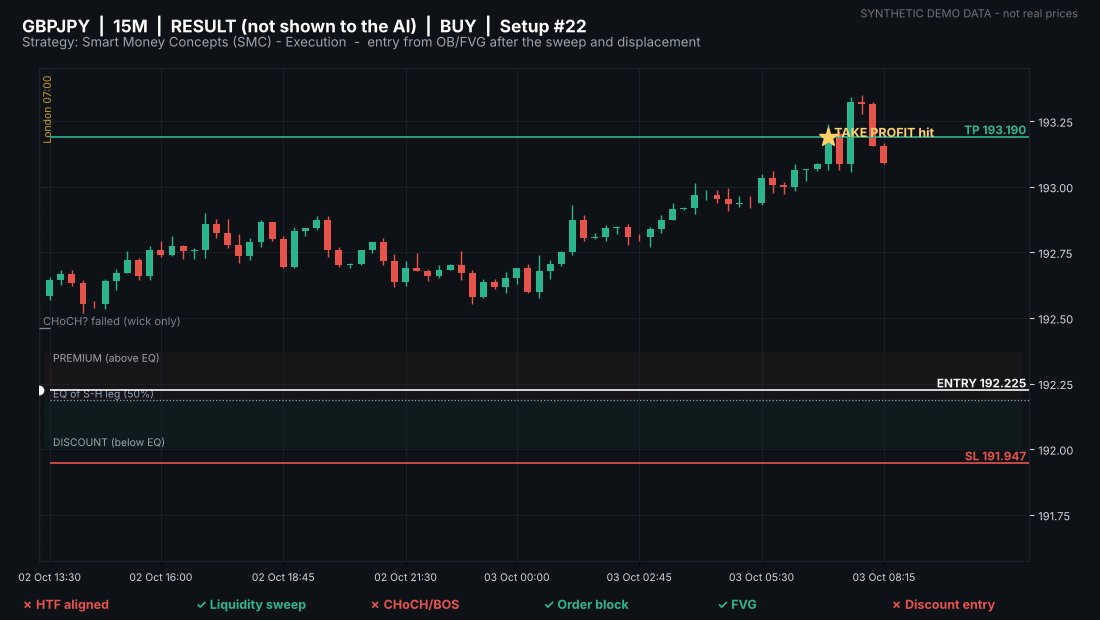 GBPJPY | 15M | RESULT (not shown to the AI) | BUY | Setup #22
SYNTHETIC DEMO DATA - not real prices
Strategy: Smart Money Concepts (SMC) - Execution - entry from OB/FVG after the sweep and displacement
London 07:00
TAKE PROFIT hit
TP 193.190
193.25
193.00
192.75
192.50
CHoCH? failed (wick only)
PREMIUM (above EQ)
ENTRY 192.225
192.25
EQ of S-H leg (50%)
DISCOUNT (below EQ)
192.00
SL 191.947
191.75
02 Oct 13:30
02 Oct 16:00
02 Oct 18:45
02 Oct 21:30
03 Oct 00:00
03 Oct 02:45
03 Oct 05:30
03 Oct 08:15
× HTF aligned
✓ Liquidity sweep
× CHoCH/BOS
✓ Order block
✓ FVG
× Discount entry